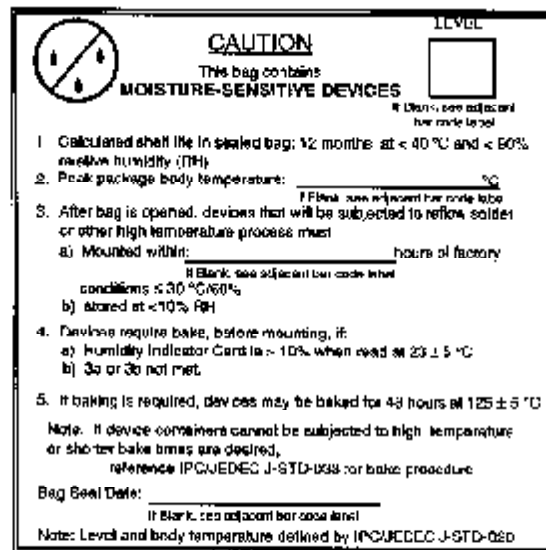 LEVEL
CAUTION
This bag contains
MOISTURE-SENSITIVE DEVICES
If Blank, see adjacent
bar code label
1 Calculated shelf life in sealed bag: 12 months at < 40 °C and < 90%
relative humidity (RH)
2. Peak package body temperature: °C
If Blank, see adjacent bar code label
3. After bag is opened, devices that will be subjected to reflow solder
or other high temperature process must
a) Mounted within: hours of factory
If Blank, see adjacent bar code label
conditions ≤ 30 °C/60%
b) stored at <10% RH
4. Devices require bake, before mounting, if:
a) Humidity Indicator Card is > 10% when read at 23 ± 5 °C
b) 3a or 3b not met.
5. If baking is required, devices may be baked for 48 hours at 125 ± 5 °C
Note: If device containers cannot be subjected to high temperature
or shorter bake times are desired,
reference IPC/JEDEC J-STD-033 for bake procedure
Bag Seal Date:
If Blank, see adjacent bar code label
Note: Level and body temperature defined by IPC/JEDEC J-STD-020